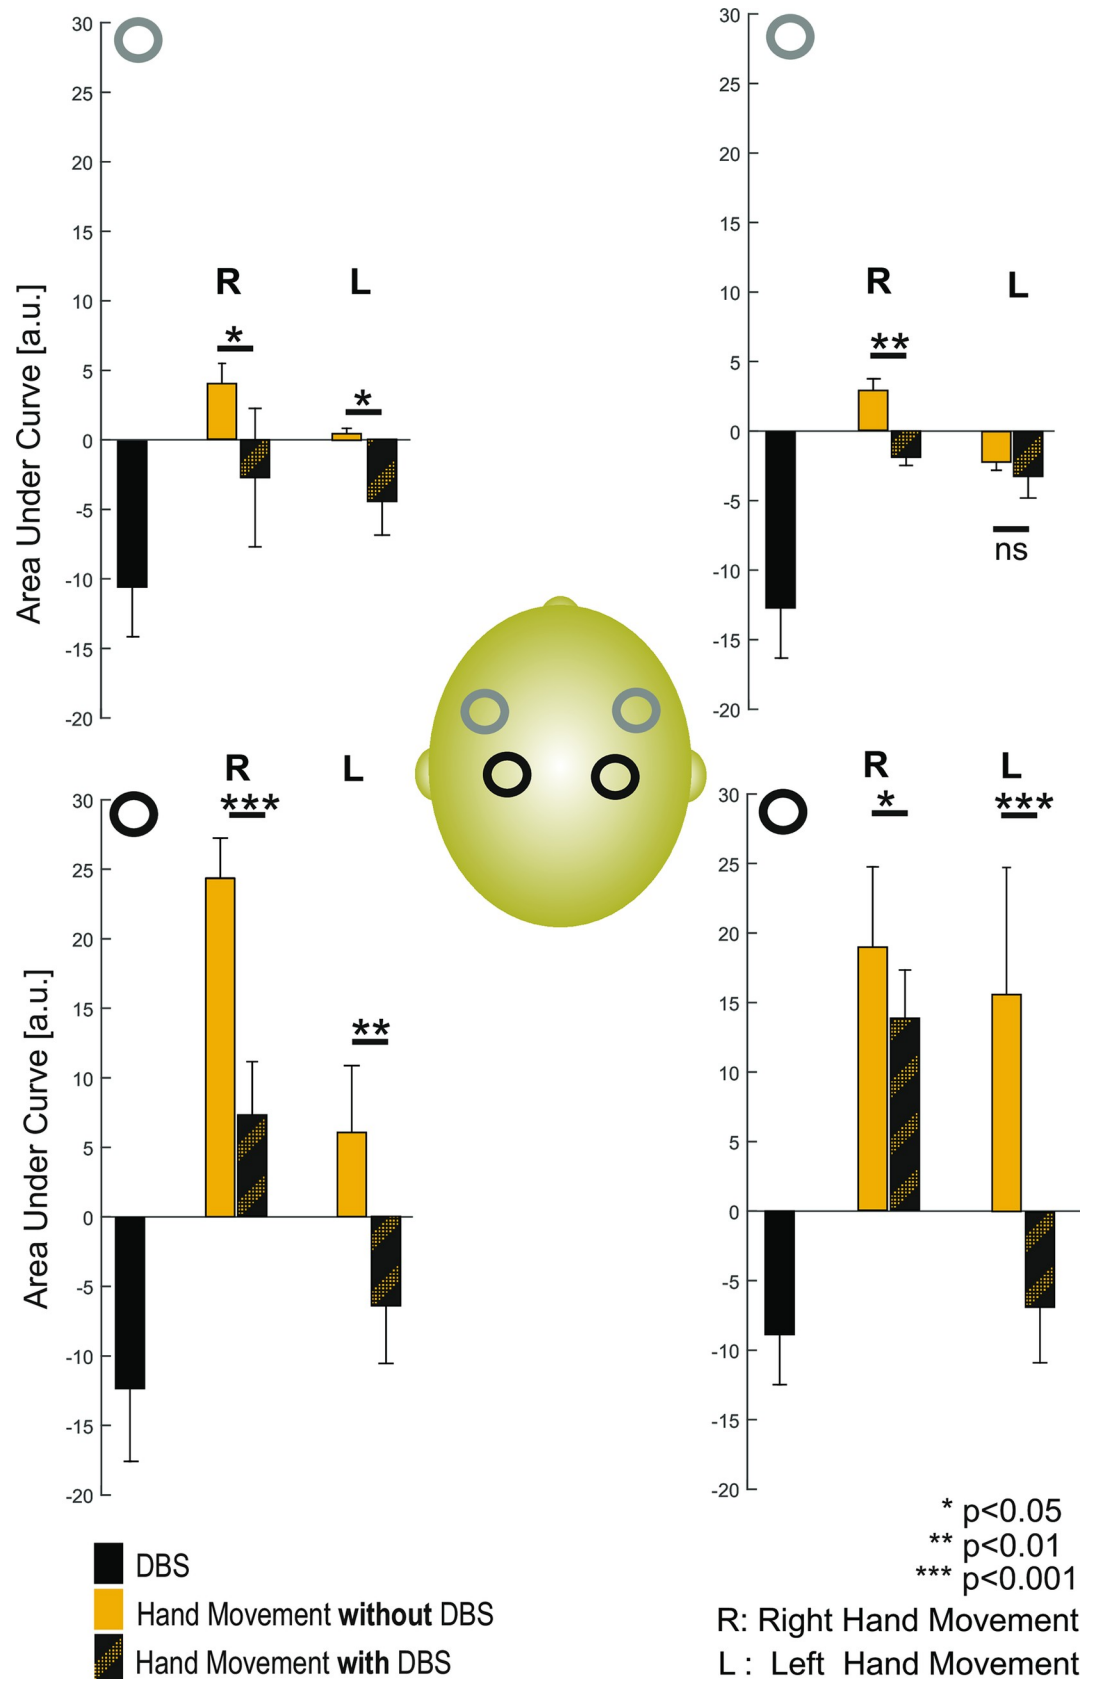 30
25
20
15
10
5
0
-5
-10
-15
-20
Area Under Curve [a.u.]
R
*
L
*
30
25
20
15
10
5
0
-5
-10
-15
-20
R
**
L
ns
30
25
20
15
10
5
0
-5
-10
-15
-20
Area Under Curve [a.u.]
R
***
L
**
30
25
20
15
10
5
0
-5
-10
-15
-20
R
*
L
***
DBS
Hand Movement without DBS
Hand Movement with DBS
* p<0.05
** p<0.01
*** p<0.001
R: Right Hand Movement
L : Left Hand Movement